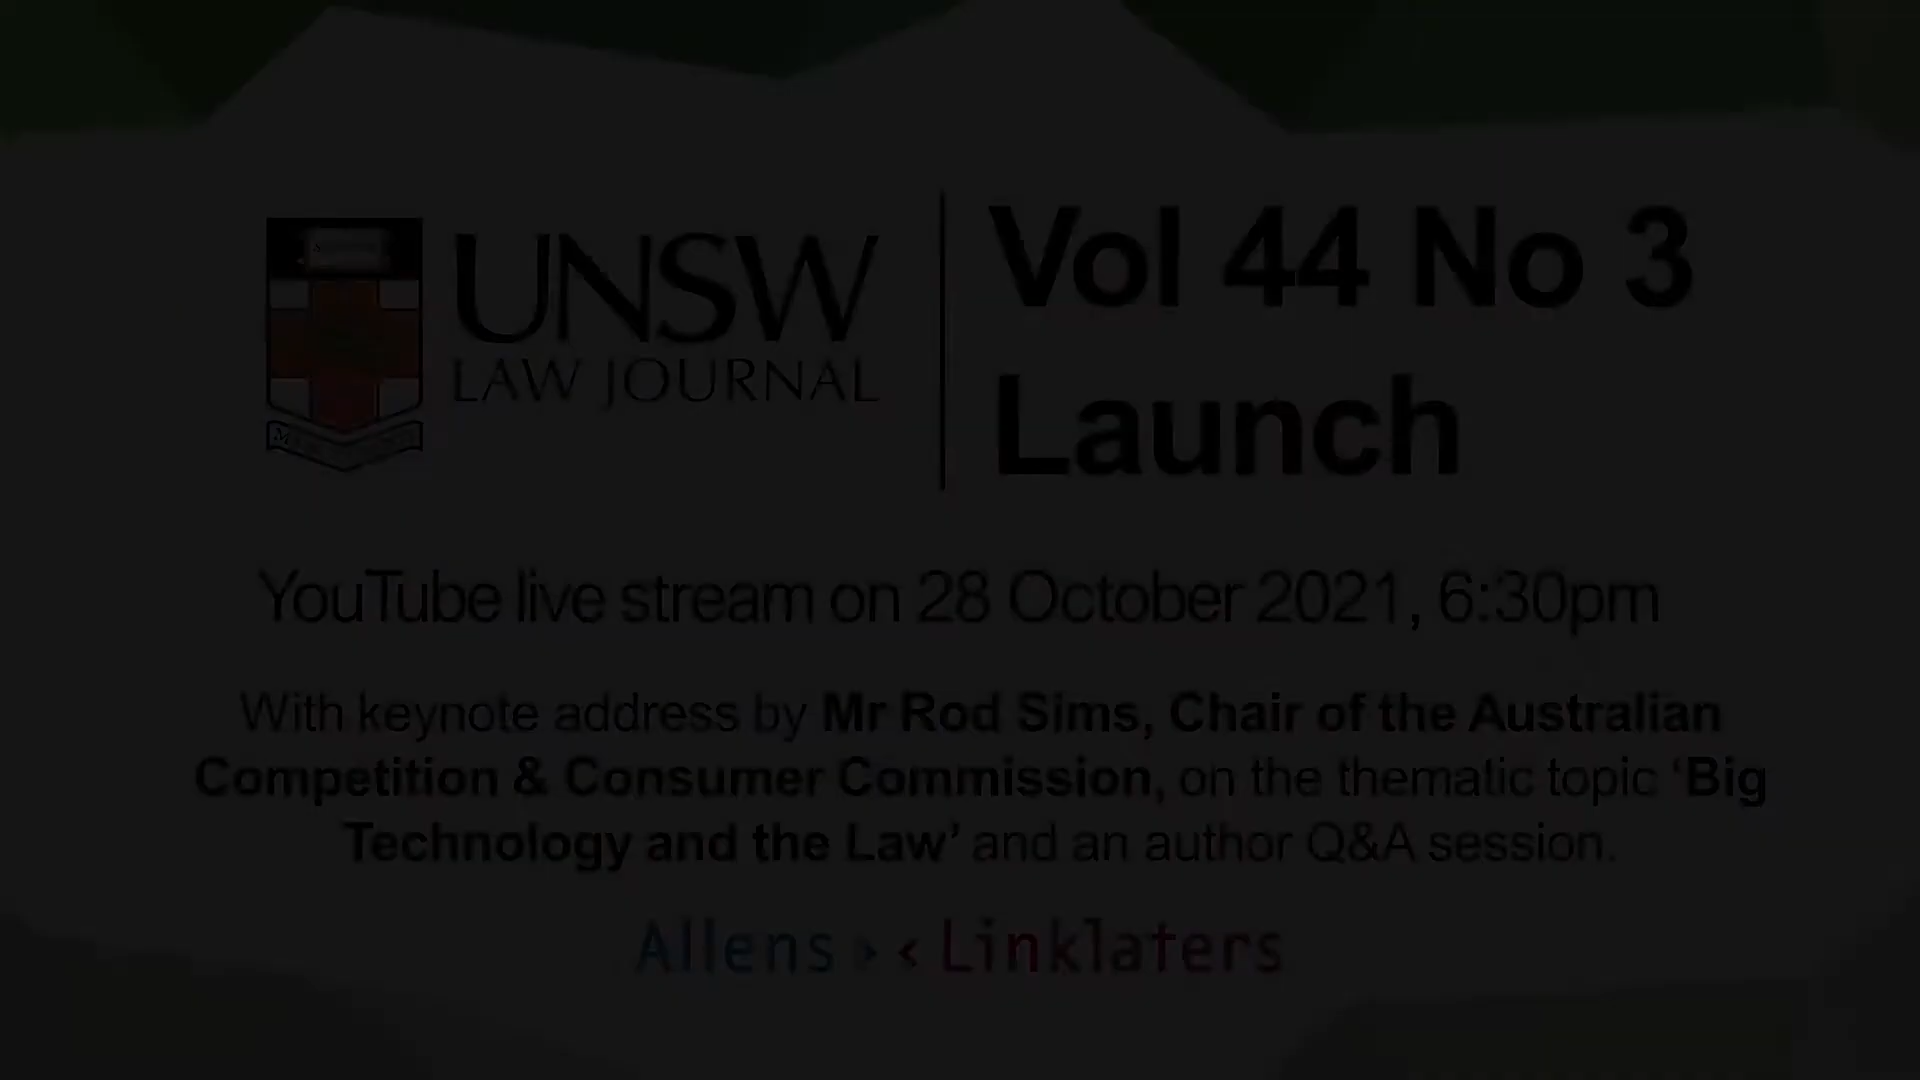 UNSW
LAW JOURNAL
Vol 44 No 3
Launch
YouTube live stream on 28 October 2021, 6:30pm
With keynote address by Mr Rod Sims, Chair of the Australian
Competition & Consumer Commission, on the thematic topic ‘Big
Technology and the Law’ and an author Q&A session.
Allens > < Linklaters